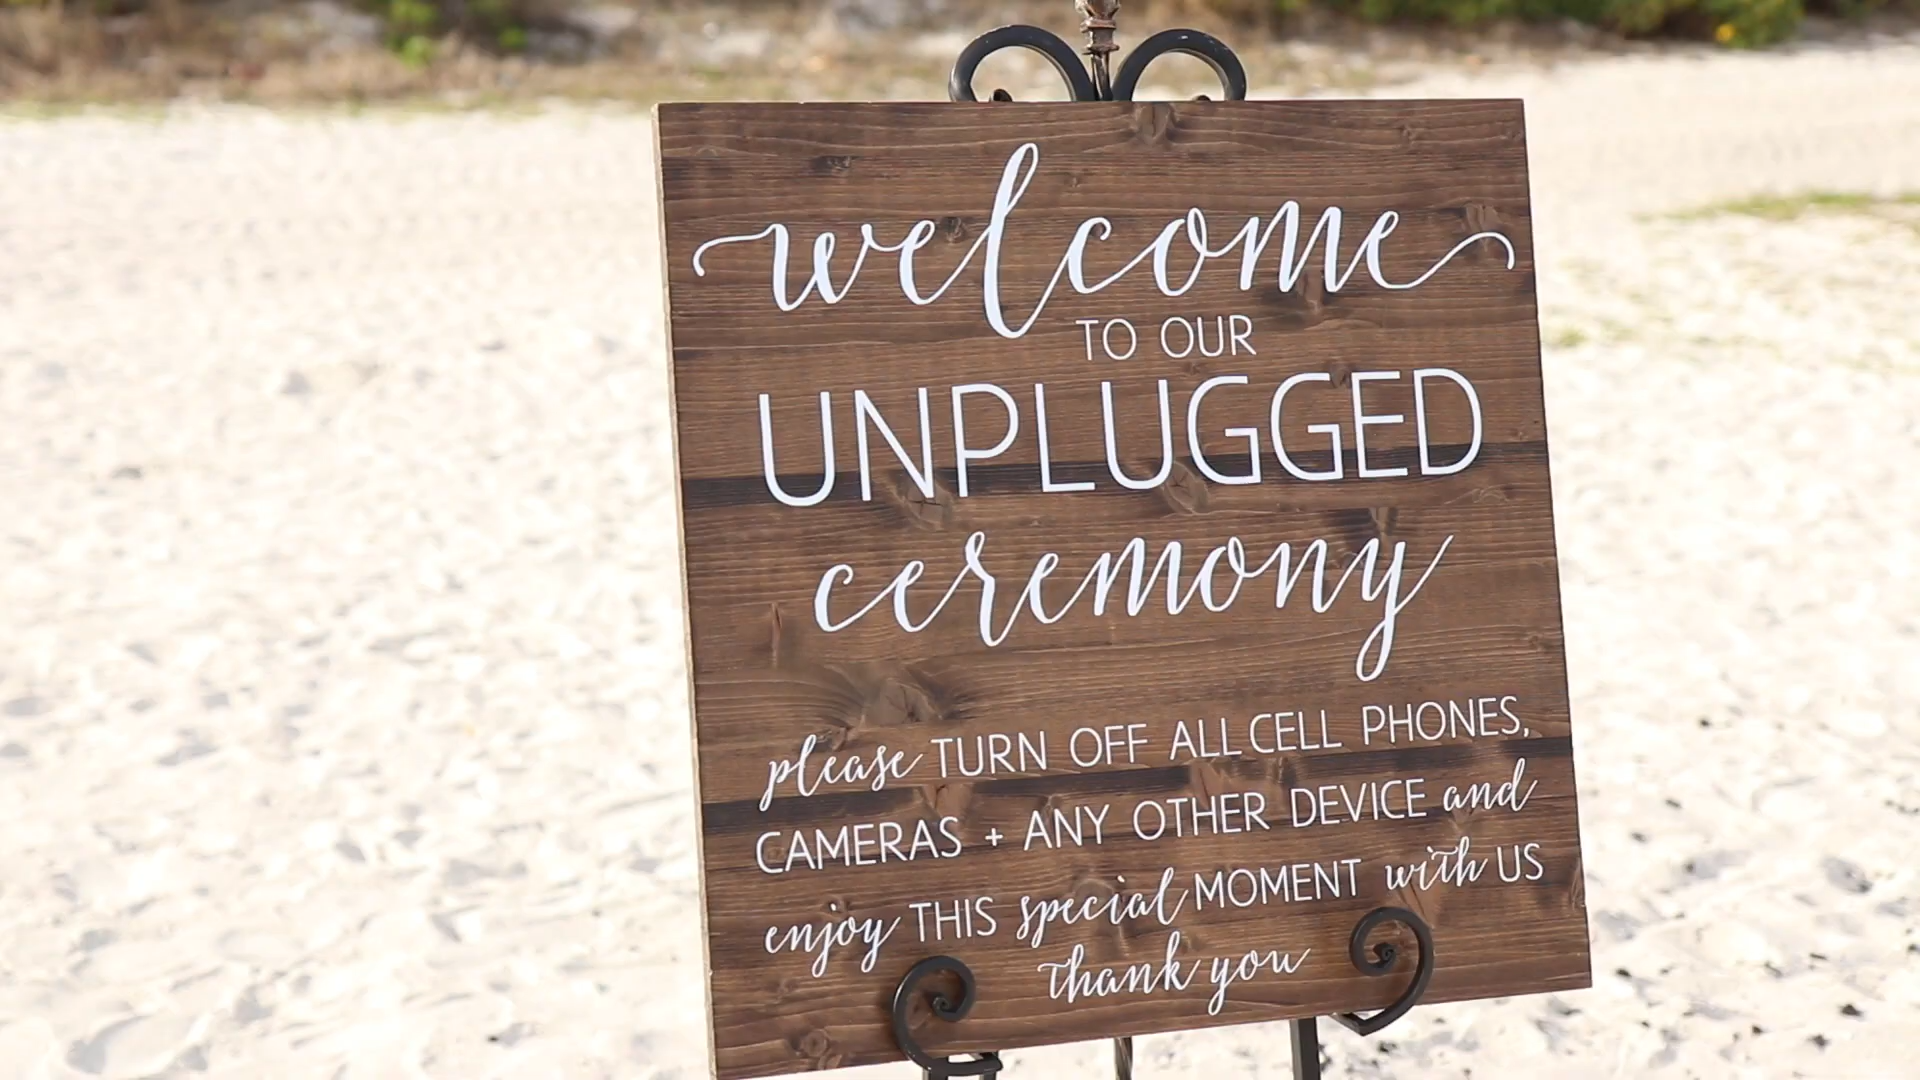 welcome
TO OUR
UNPLUGGED
ceremony
please TURN OFF ALL CELL PHONES,
CAMERAS + ANY OTHER DEVICE and
enjoy THIS special MOMENT with US
thank you